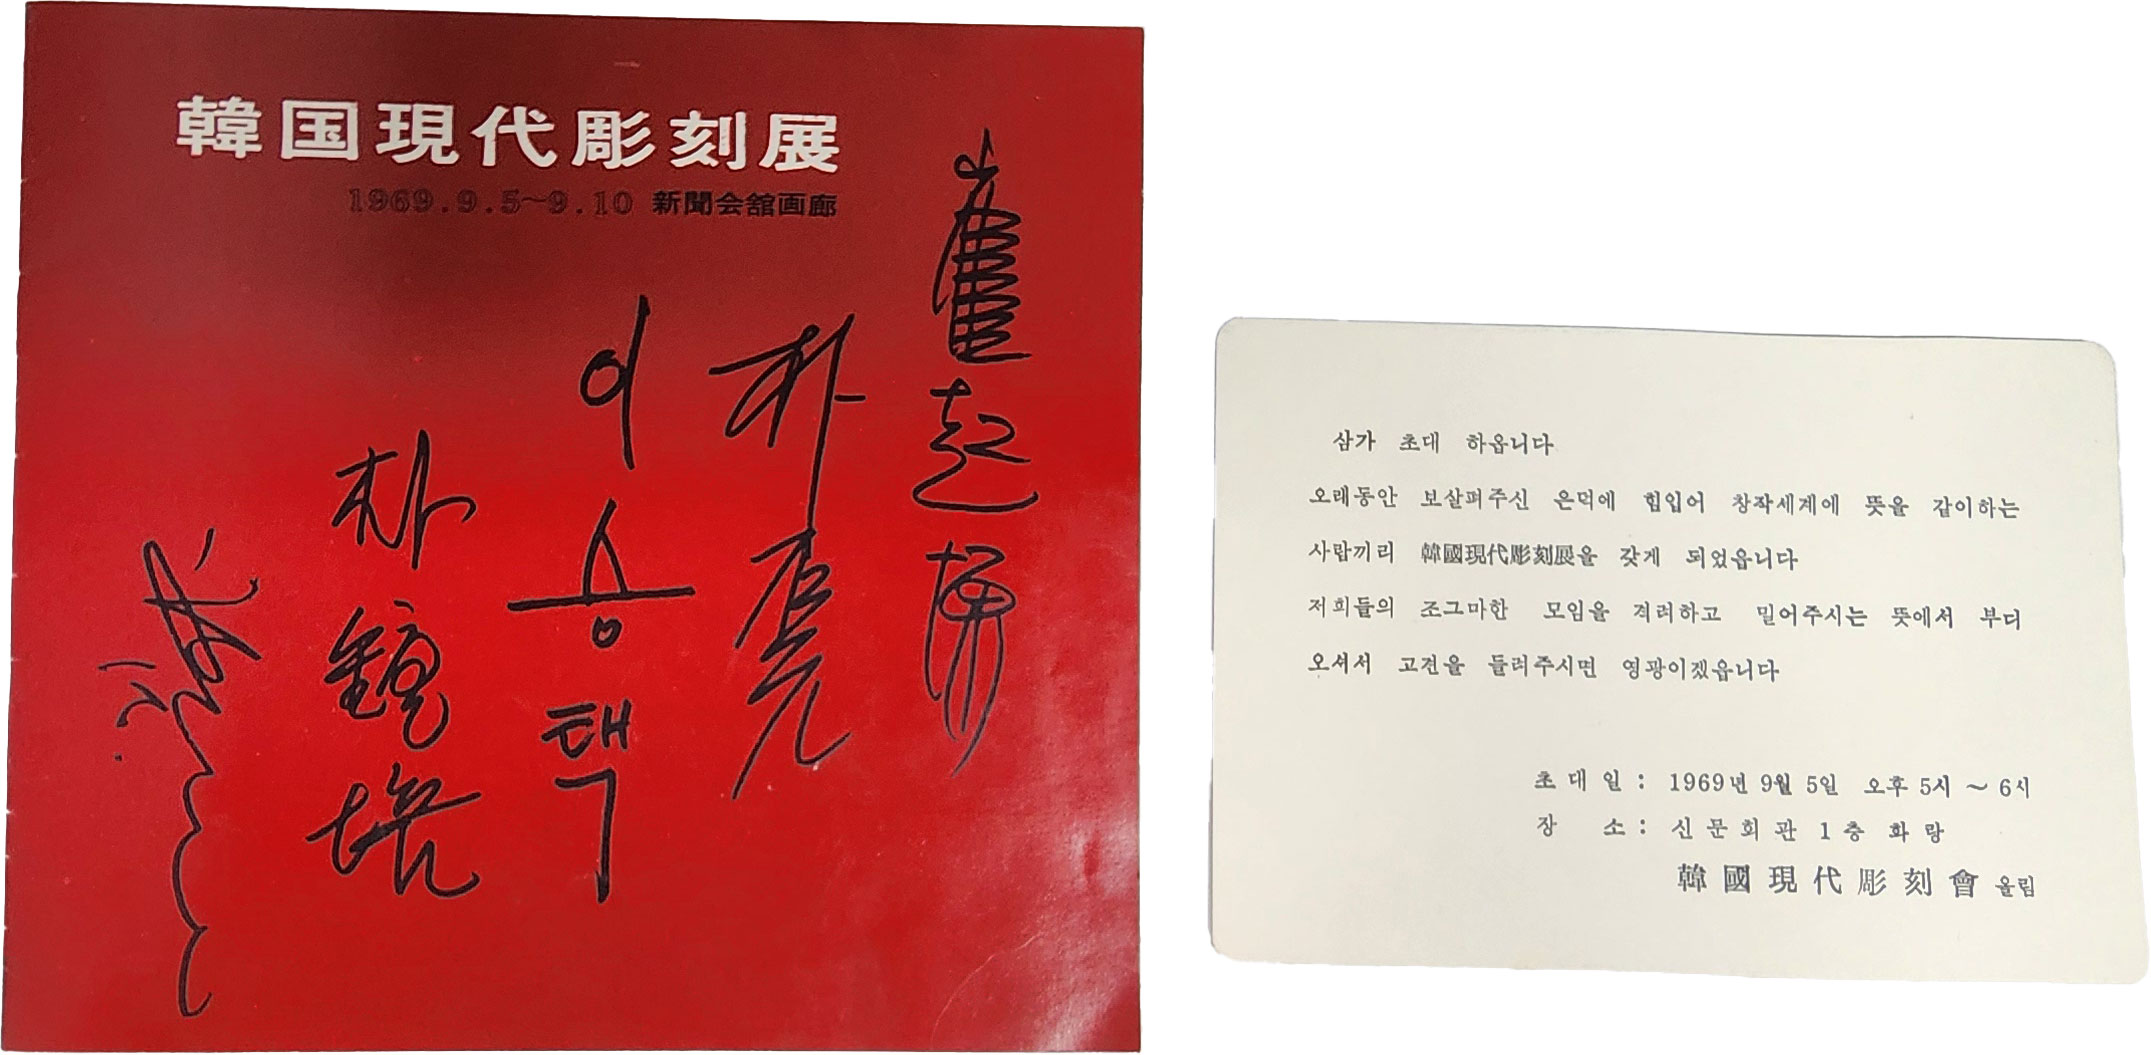 韓国現代彫刻展
1969.9.5~9.10 新聞会舘画廊
崔起
朴石元
이승택
朴鍾培
삼가 초대 하옵니다
오래동안 보살펴주신 은덕에 힘입어 창작세계에 뜻을 같이하는
사람끼리 韓國現代彫刻展을 갖게 되었읍니다
저희들의 조그마한 모임을 격려하고 밀어주시는 뜻에서 부디
오셔서 고견을 들려주시면 영광이겠읍니다
초대일 : 1969년 9월 5일 오후 5시 ~ 6시
장 소 : 신문회관 1층 화랑
韓國現代彫刻會 올림